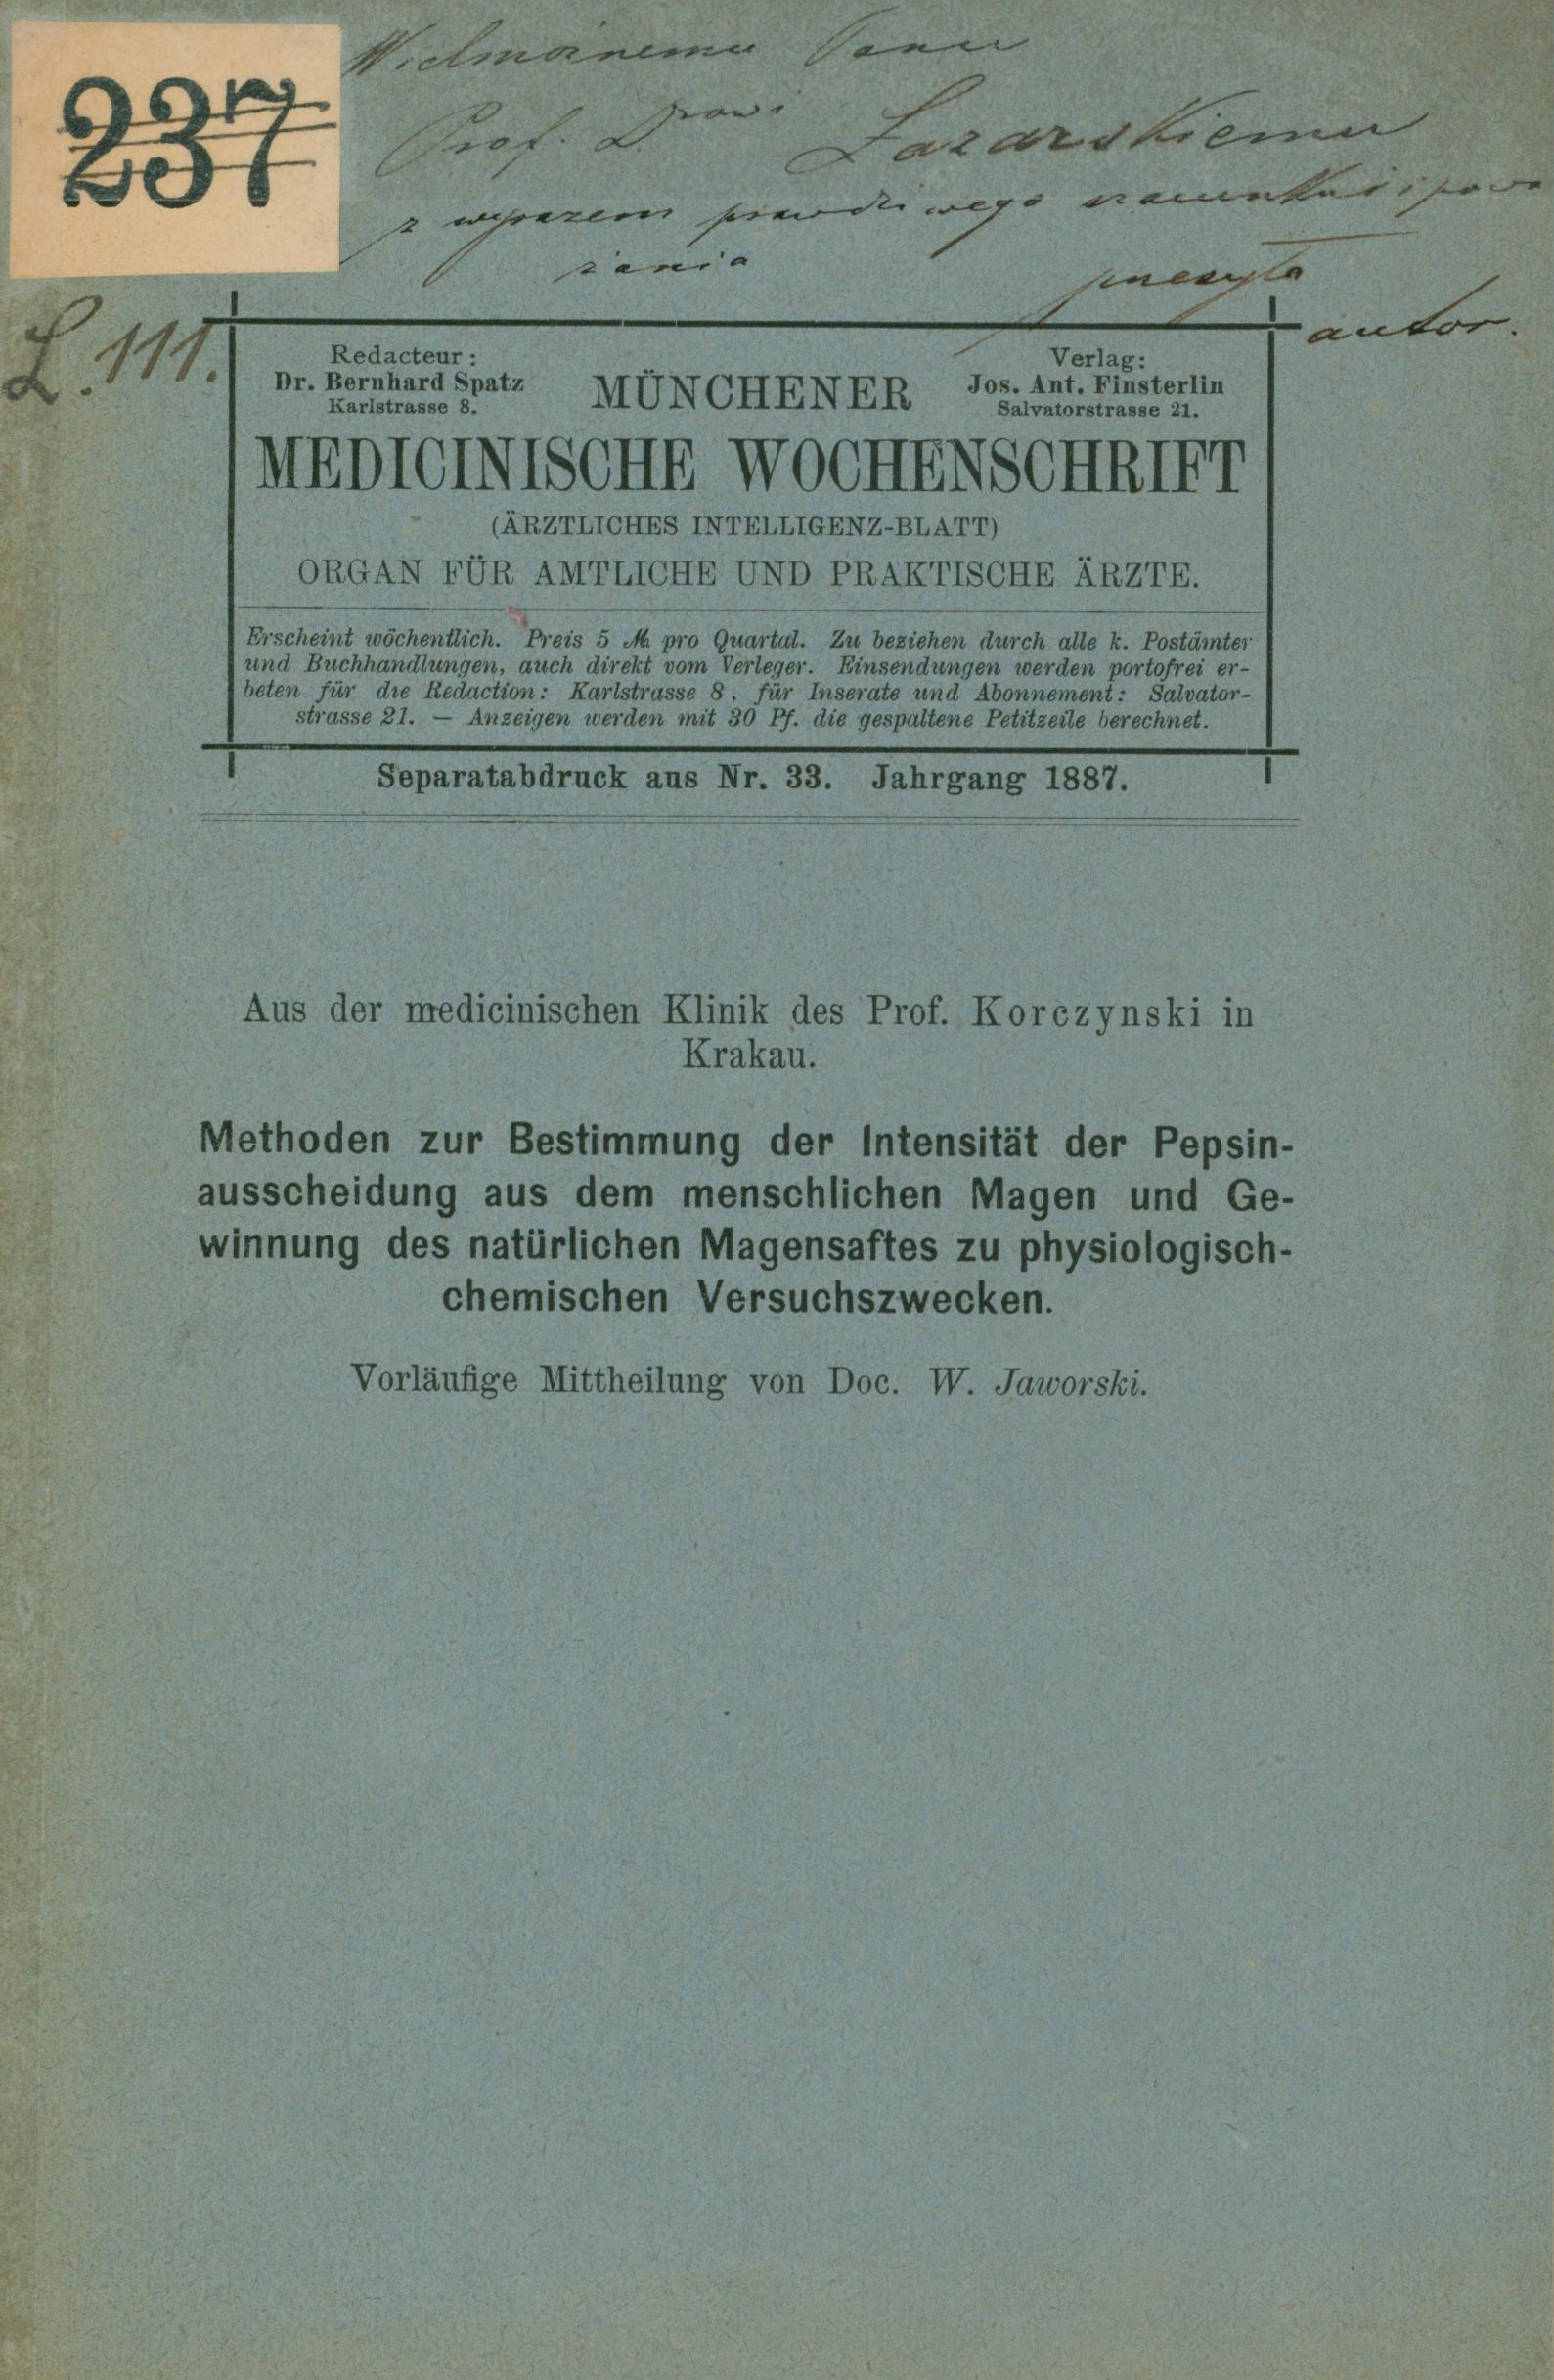 237
Wielmożnemu Panu
Prof. Drowi Łazarskiemu
z wyrazem prawdziwego szacunku i powa
żania przesyła
autor.
L. 111.
Redacteur:
Dr. Bernhard Spatz
Karlstrasse 8.
MÜNCHENER
Verlag:
Jos. Ant. Finsterlin
Salvatorstrasse 21.
MEDICINISCHE WOCHENSCHRIFT
(ÄRZTLICHES INTELLIGENZ-BLATT)
ORGAN FÜR AMTLICHE UND PRAKTISCHE ÄRZTE.
Erscheint wöchentlich. Preis 5 M. pro Quartal. Zu beziehen durch alle k. Postämter
und Buchhandlungen, auch direkt vom Verleger. Einsendungen werden portofrei er-
beten für die Redaction: Karlstrasse 8. für Inserate und Abonnement: Salvator-
strasse 21. — Anzeigen werden mit 30 Pf. die gespaltene Petitzeile berechnet.
Separatabdruck aus Nr. 33. Jahrgang 1887.
Aus der medicinischen Klinik des Prof. Korczynski in
Krakau.
Methoden zur Bestimmung der Intensität der Pepsin-
ausscheidung aus dem menschlichen Magen und Ge-
winnung des natürlichen Magensaftes zu physiologisch-
chemischen Versuchszwecken.
Vorläufige Mittheilung von Doc. W. Jaworski.